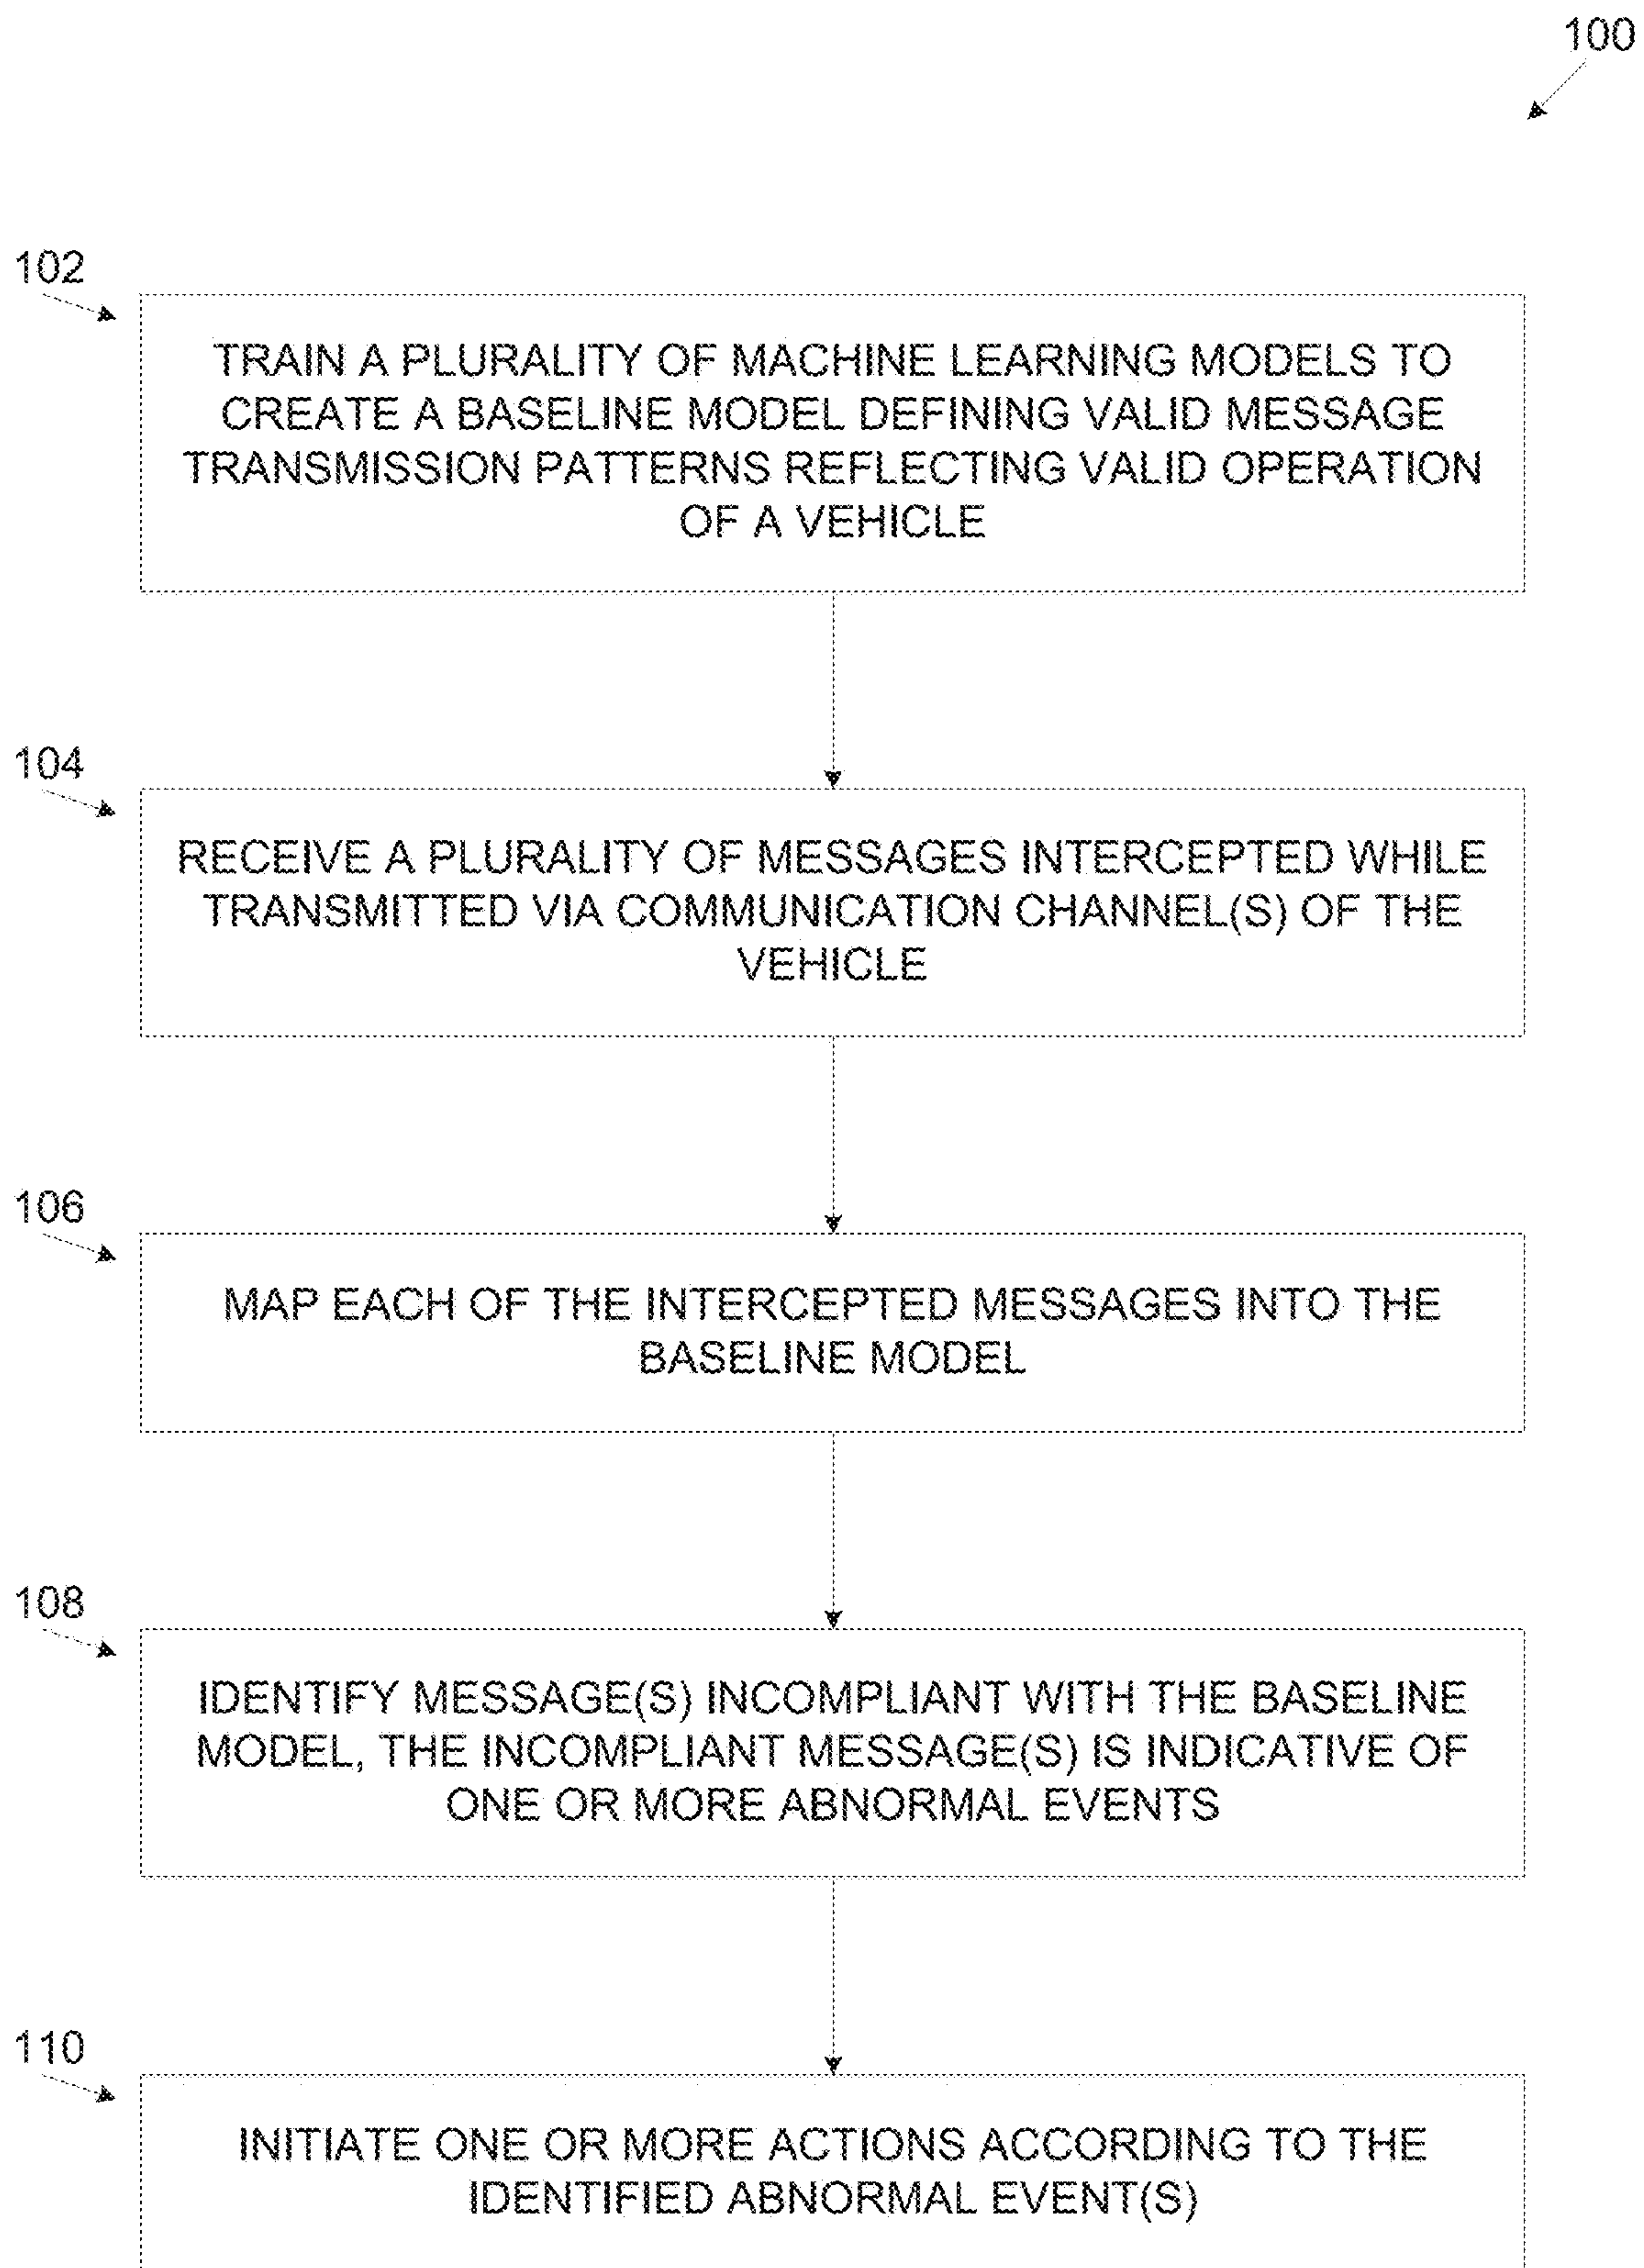 100
102
TRAIN A PLURALITY OF MACHINE LEARNING MODELS TO
CREATE A BASELINE MODEL DEFINING VALID MESSAGE
TRANSMISSION PATTERNS REFLECTING VALID OPERATION
OF A VEHICLE
104
RECEIVE A PLURALITY OF MESSAGES INTERCEPTED WHILE
TRANSMITTED VIA COMMUNICATION CHANNEL(S) OF THE
VEHICLE
106
MAP EACH OF THE INTERCEPTED MESSAGES INTO THE
BASELINE MODEL
108
IDENTIFY MESSAGE(S) INCOMPLIANT WITH THE BASELINE
MODEL, THE INCOMPLIANT MESSAGE(S) IS INDICATIVE OF
ONE OR MORE ABNORMAL EVENTS
110
INITIATE ONE OR MORE ACTIONS ACCORDING TO THE
IDENTIFIED ABNORMAL EVENT(S)